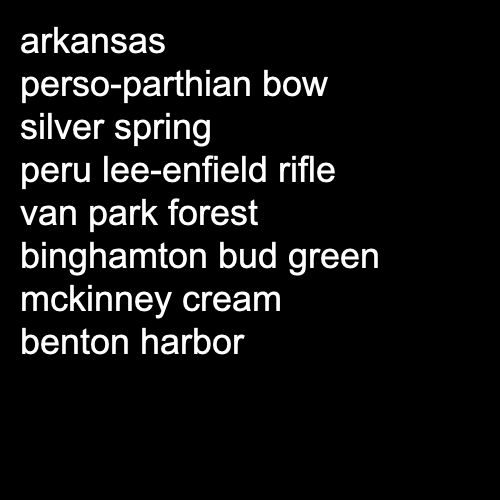 arkansas
perso-parthian bow
silver spring
peru lee-enfield rifle
van park forest
binghamton bud green
mckinney cream
benton harbor